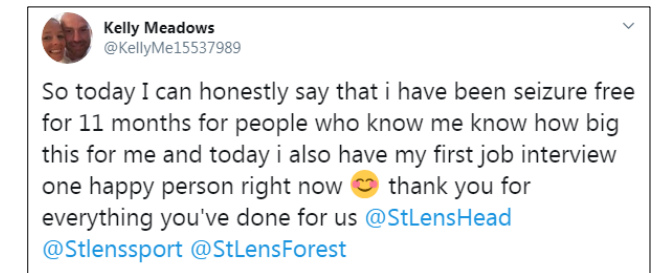 Kelly Meadows
@KellyMe15537989
So today I can honestly say that i have been seizure free
for 11 months for people who know me know how big
this for me and today i also have my first job interview
one happy person right now 😊 thank you for
everything you've done for us @StLensHead
@Stlenssport @StLensForest